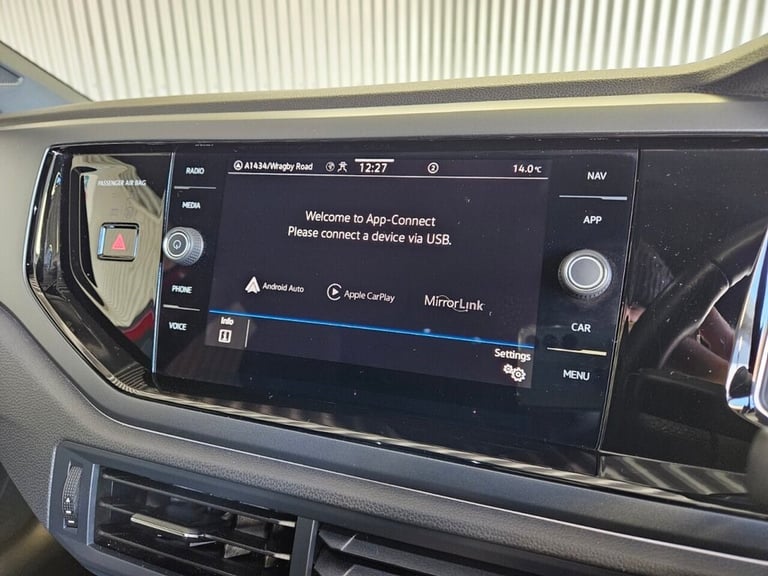 RADIO
MEDIA
PHONE
VOICE
PASSENGER AIR BAG
A1434/Wragby Road
12:27
2
14.0°C
Welcome to App-Connect
Please connect a device via USB.
Android Auto
Apple CarPlay
MirrorLink
Info
Settings
NAV
APP
CAR
MENU